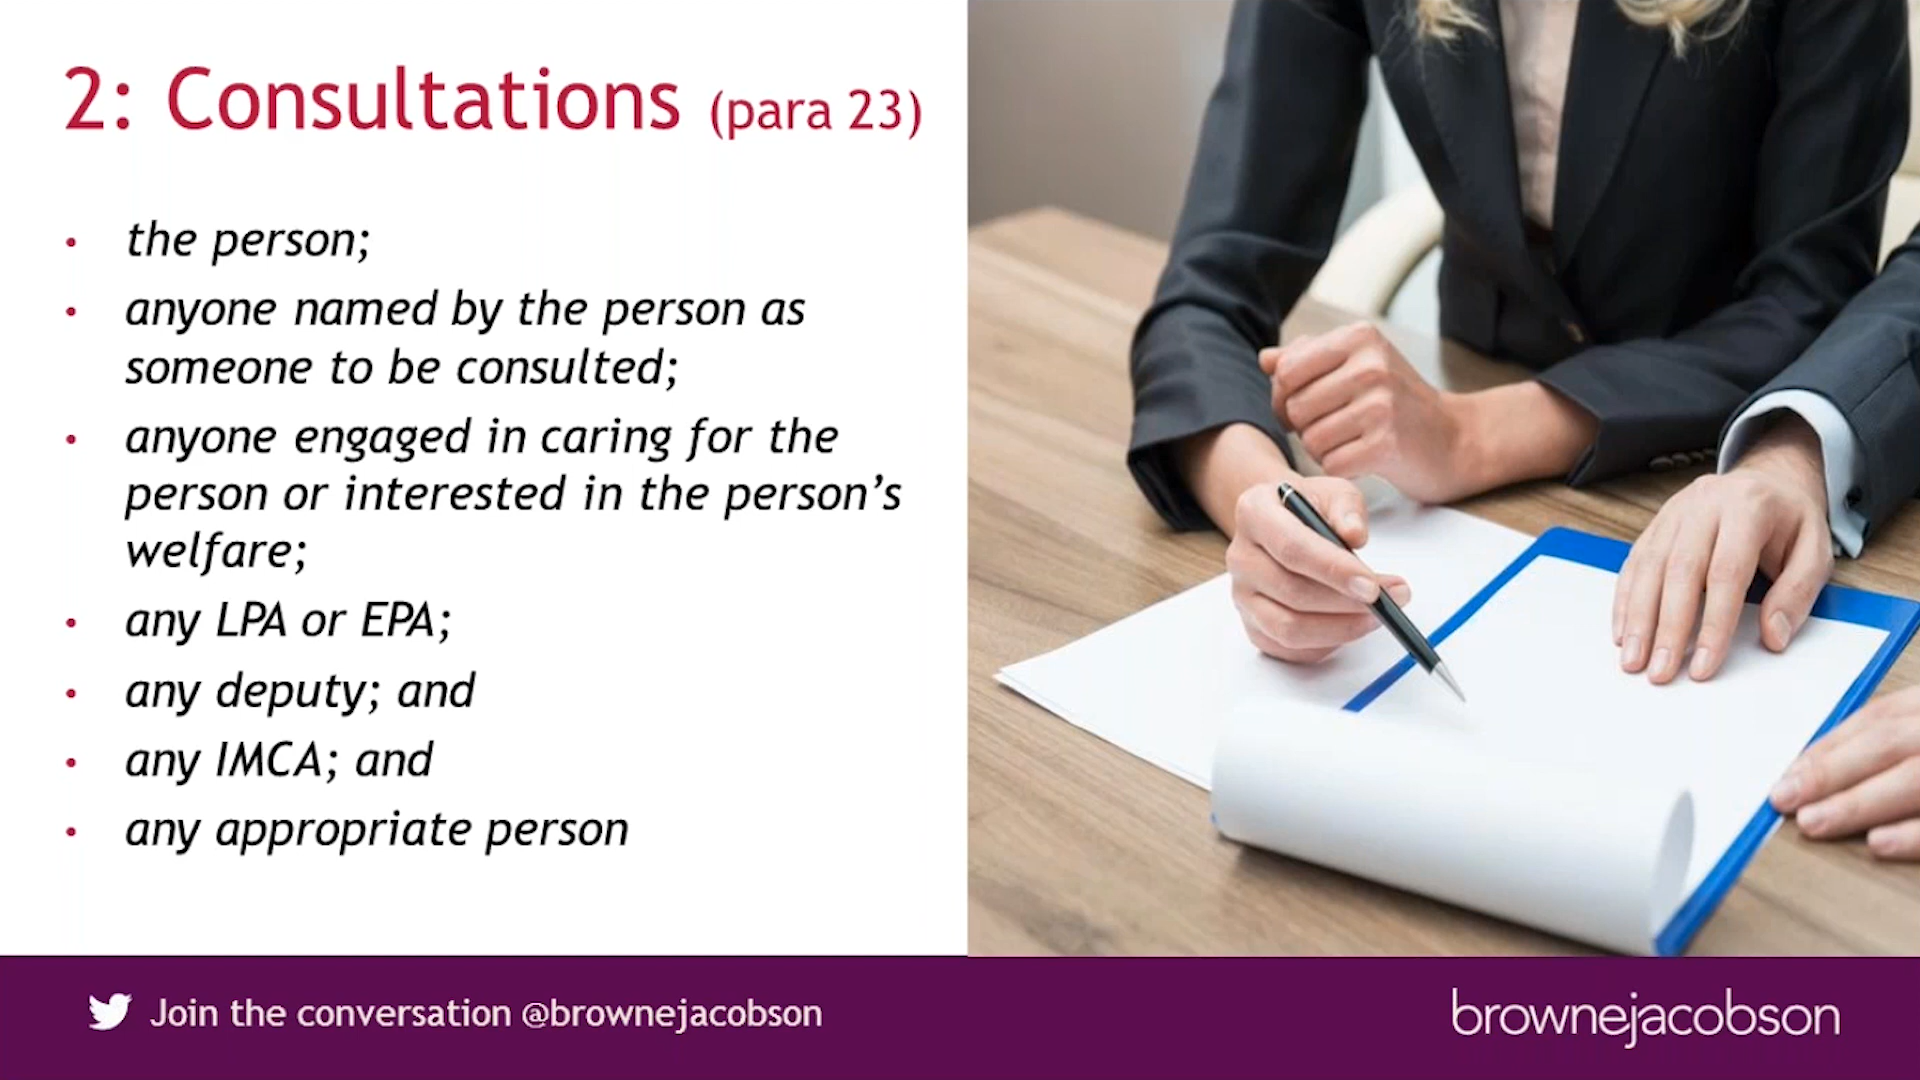 2: Consultations (para 23)
• the person;
• anyone named by the person as
someone to be consulted;
• anyone engaged in caring for the
person or interested in the person’s
welfare;
• any LPA or EPA;
• any deputy; and
• any IMCA; and
• any appropriate person
Join the conversation @brownejacobson
brownejacobson